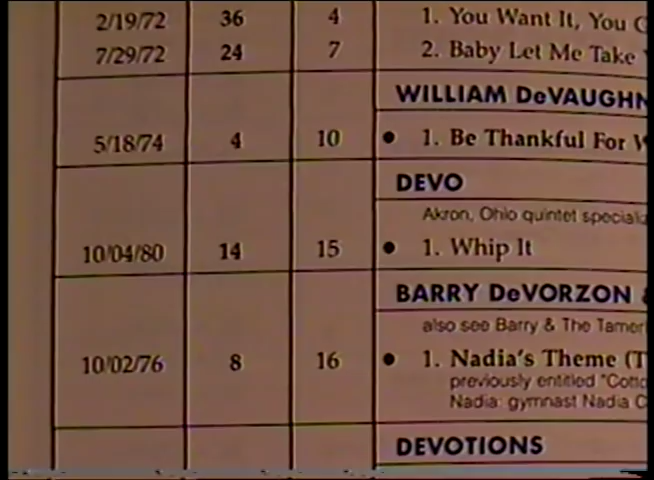 2/19/72 36 4 1. You Want It, You G
7/29/72 24 7 2. Baby Let Me Take
WILLIAM DeVAUGHN
5/18/74 4 10 ● 1. Be Thankful For W
DEVO
Akron, Ohio quintet specializ
10/04/80 14 15 ● 1. Whip It
BARRY DeVORZON &
also see Barry & The Tamerl
10/02/76 8 16 ● 1. Nadia's Theme (T
previously entitled "Cotto
Nadia: gymnast Nadia C
DEVOTIONS